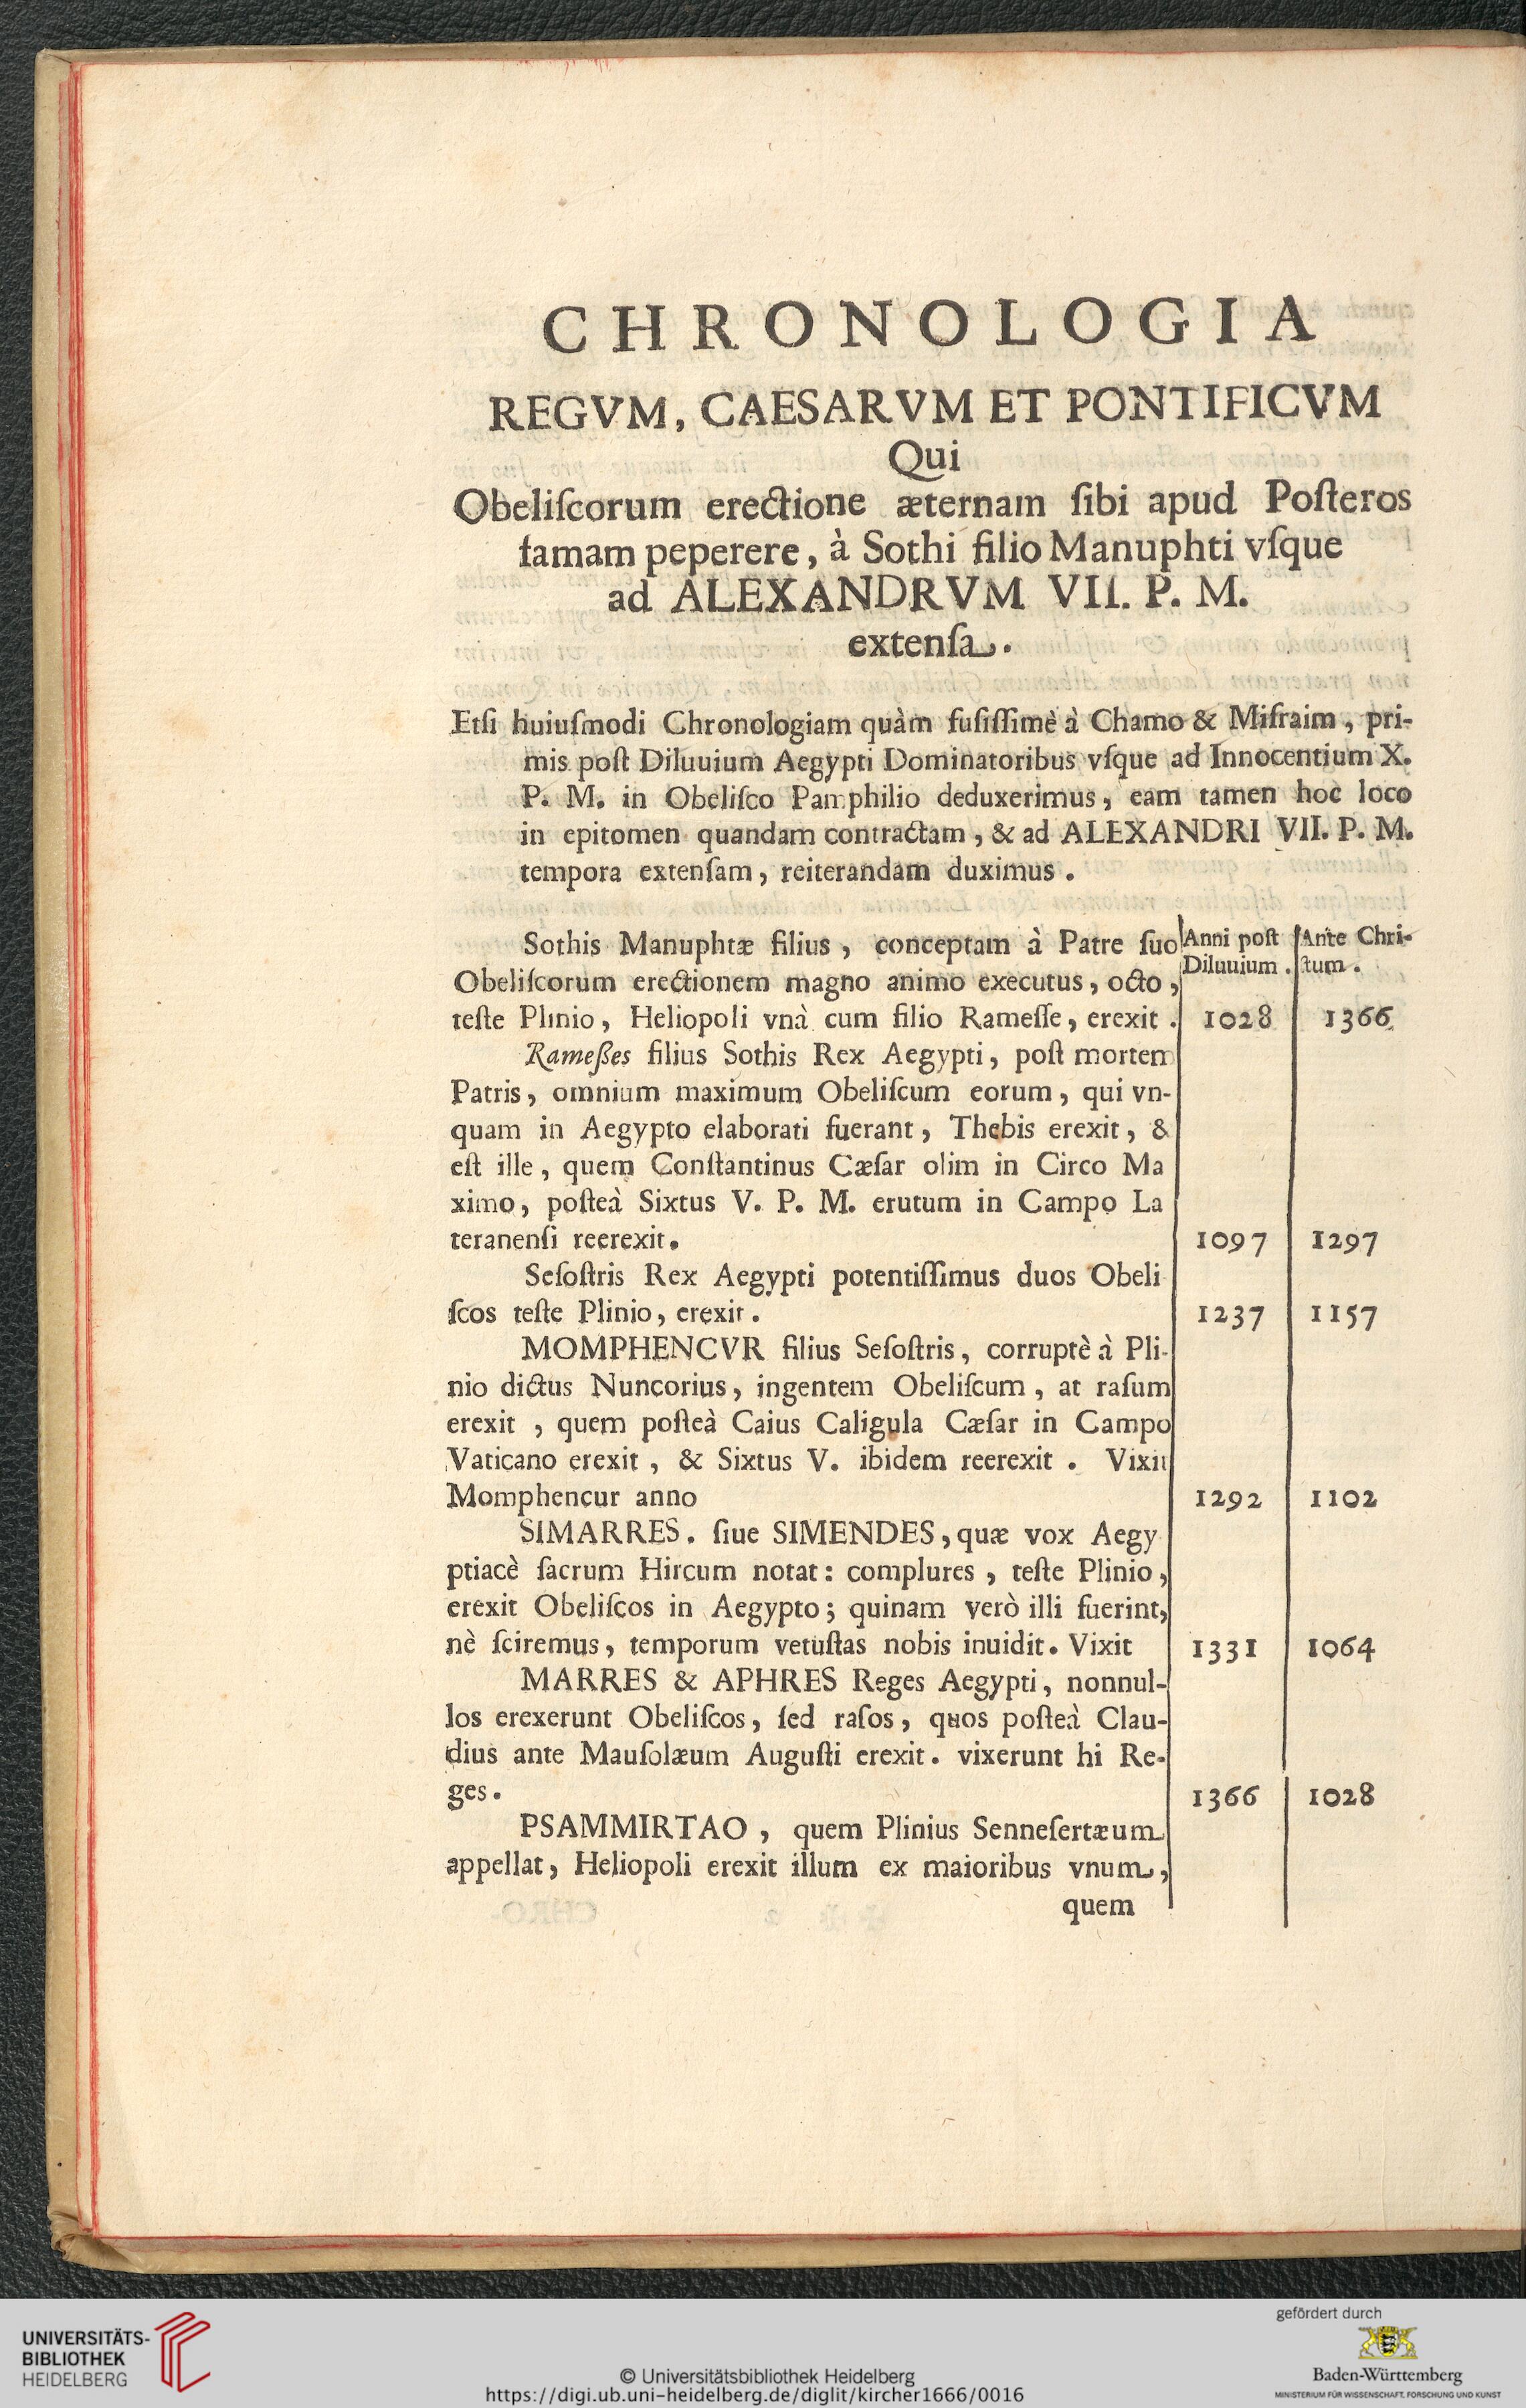 CHRONOLOGIA
REGVM, CAESARVM ET PONTIFICVM
Qui
Obeliſcorum erectione æternam ſibi apud Poſteros
famam peperere, à Sothi filio Manuphti vſque
ad ALEXANDRVM VII. P. M.
extenſa.
Etſi huiuſmodi Chronologiam quàm fuſiſſimè à Chamo & Miſraim, pri-
mis poſt Diluuium Aegypti Dominatoribus vſque ad Innocentium X.
P. M. in Obeliſco Pamphilio deduxerimus, eam tamen hoc loco
in epitomen quandam contractam, & ad ALEXANDRI VII. P. M.
tempora extenſam, reiterandam duximus.
Sothis Manuphtæ filius, conceptam à Patre ſuo Anni poſt Ante Chri-
Diluuium. ſtum.
Obeliſcorum erectionem magno animo executus, octo,
teſte Plinio, Heliopoli vnà cum filio Rameſſe, erexit. 1028 1366
Rameßes filius Sothis Rex Aegypti, poſt mortem
Patris, omnium maximum Obeliſcum eorum, qui vn-
quam in Aegypto elaborati fuerant, Thebis erexit, &
eſt ille, quem Conſtantinus Cæſar olim in Circo Ma
ximo, poſteà Sixtus V. P. M. erutum in Campo La
teranenſi reerexit. 1097 1297
Seſoſtris Rex Aegypti potentiſſimus duos Obeli
ſcos teſte Plinio, erexit. 1237 1157
MOMPHENCVR filius Seſoſtris, corruptè à Pli-
nio dictus Nuncorius, ingentem Obeliſcum, at raſum
erexit, quem poſteà Caius Caligula Cæſar in Campo
Vaticano erexit, & Sixtus V. ibidem reerexit. Vixit
Momphencur anno 1292 1102
SIMARRES. ſiue SIMENDES, quæ vox Aegy
ptiacè ſacrum Hircum notat: complures, teſte Plinio,
erexit Obeliſcos in Aegypto; quinam verò illi fuerint,
nè ſciremus, temporum vetuſtas nobis inuidit. Vixit 1331 1064
MARRES & APHRES Reges Aegypti, nonnul-
los erexerunt Obeliſcos, ſed raſos, quos poſteà Clau-
dius ante Mauſolæum Auguſti erexit. vixerunt hi Re-
ges. 1366 1028
PSAMMIRTAO, quem Plinius Senneſertæum
appellat, Heliopoli erexit illum ex maioribus vnum,
quem
UNIVERSITÄTS-
BIBLIOTHEK
HEIDELBERG
© Universitätsbibliothek Heidelberg
https://digi.ub.uni-heidelberg.de/diglit/kircher1666/0016
gefördert durch
Baden-Württemberg
MINISTERIUM FÜR WISSENSCHAFT, FORSCHUNG UND KUNST